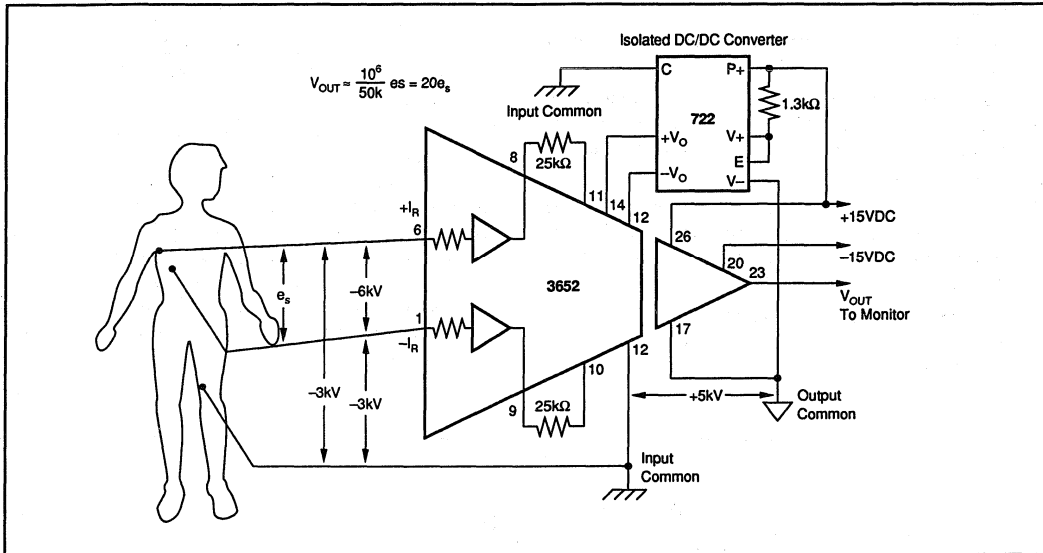 Isolated DC/DC Converter
V_OUT ≈ 10^6 / 50k es = 20e_s
C
P+
1.3kΩ
Input Common
722
+V_O
V+
E
−V_O
V−
8
25kΩ
11
14
12
+I_R
6
26
+15VDC
20
−15VDC
23
V_OUT
To Monitor
e_s
−6kV
3652
1
−I_R
17
12
10
−3kV
−3kV
9
25kΩ
+5kV
Output
Common
Input
Common